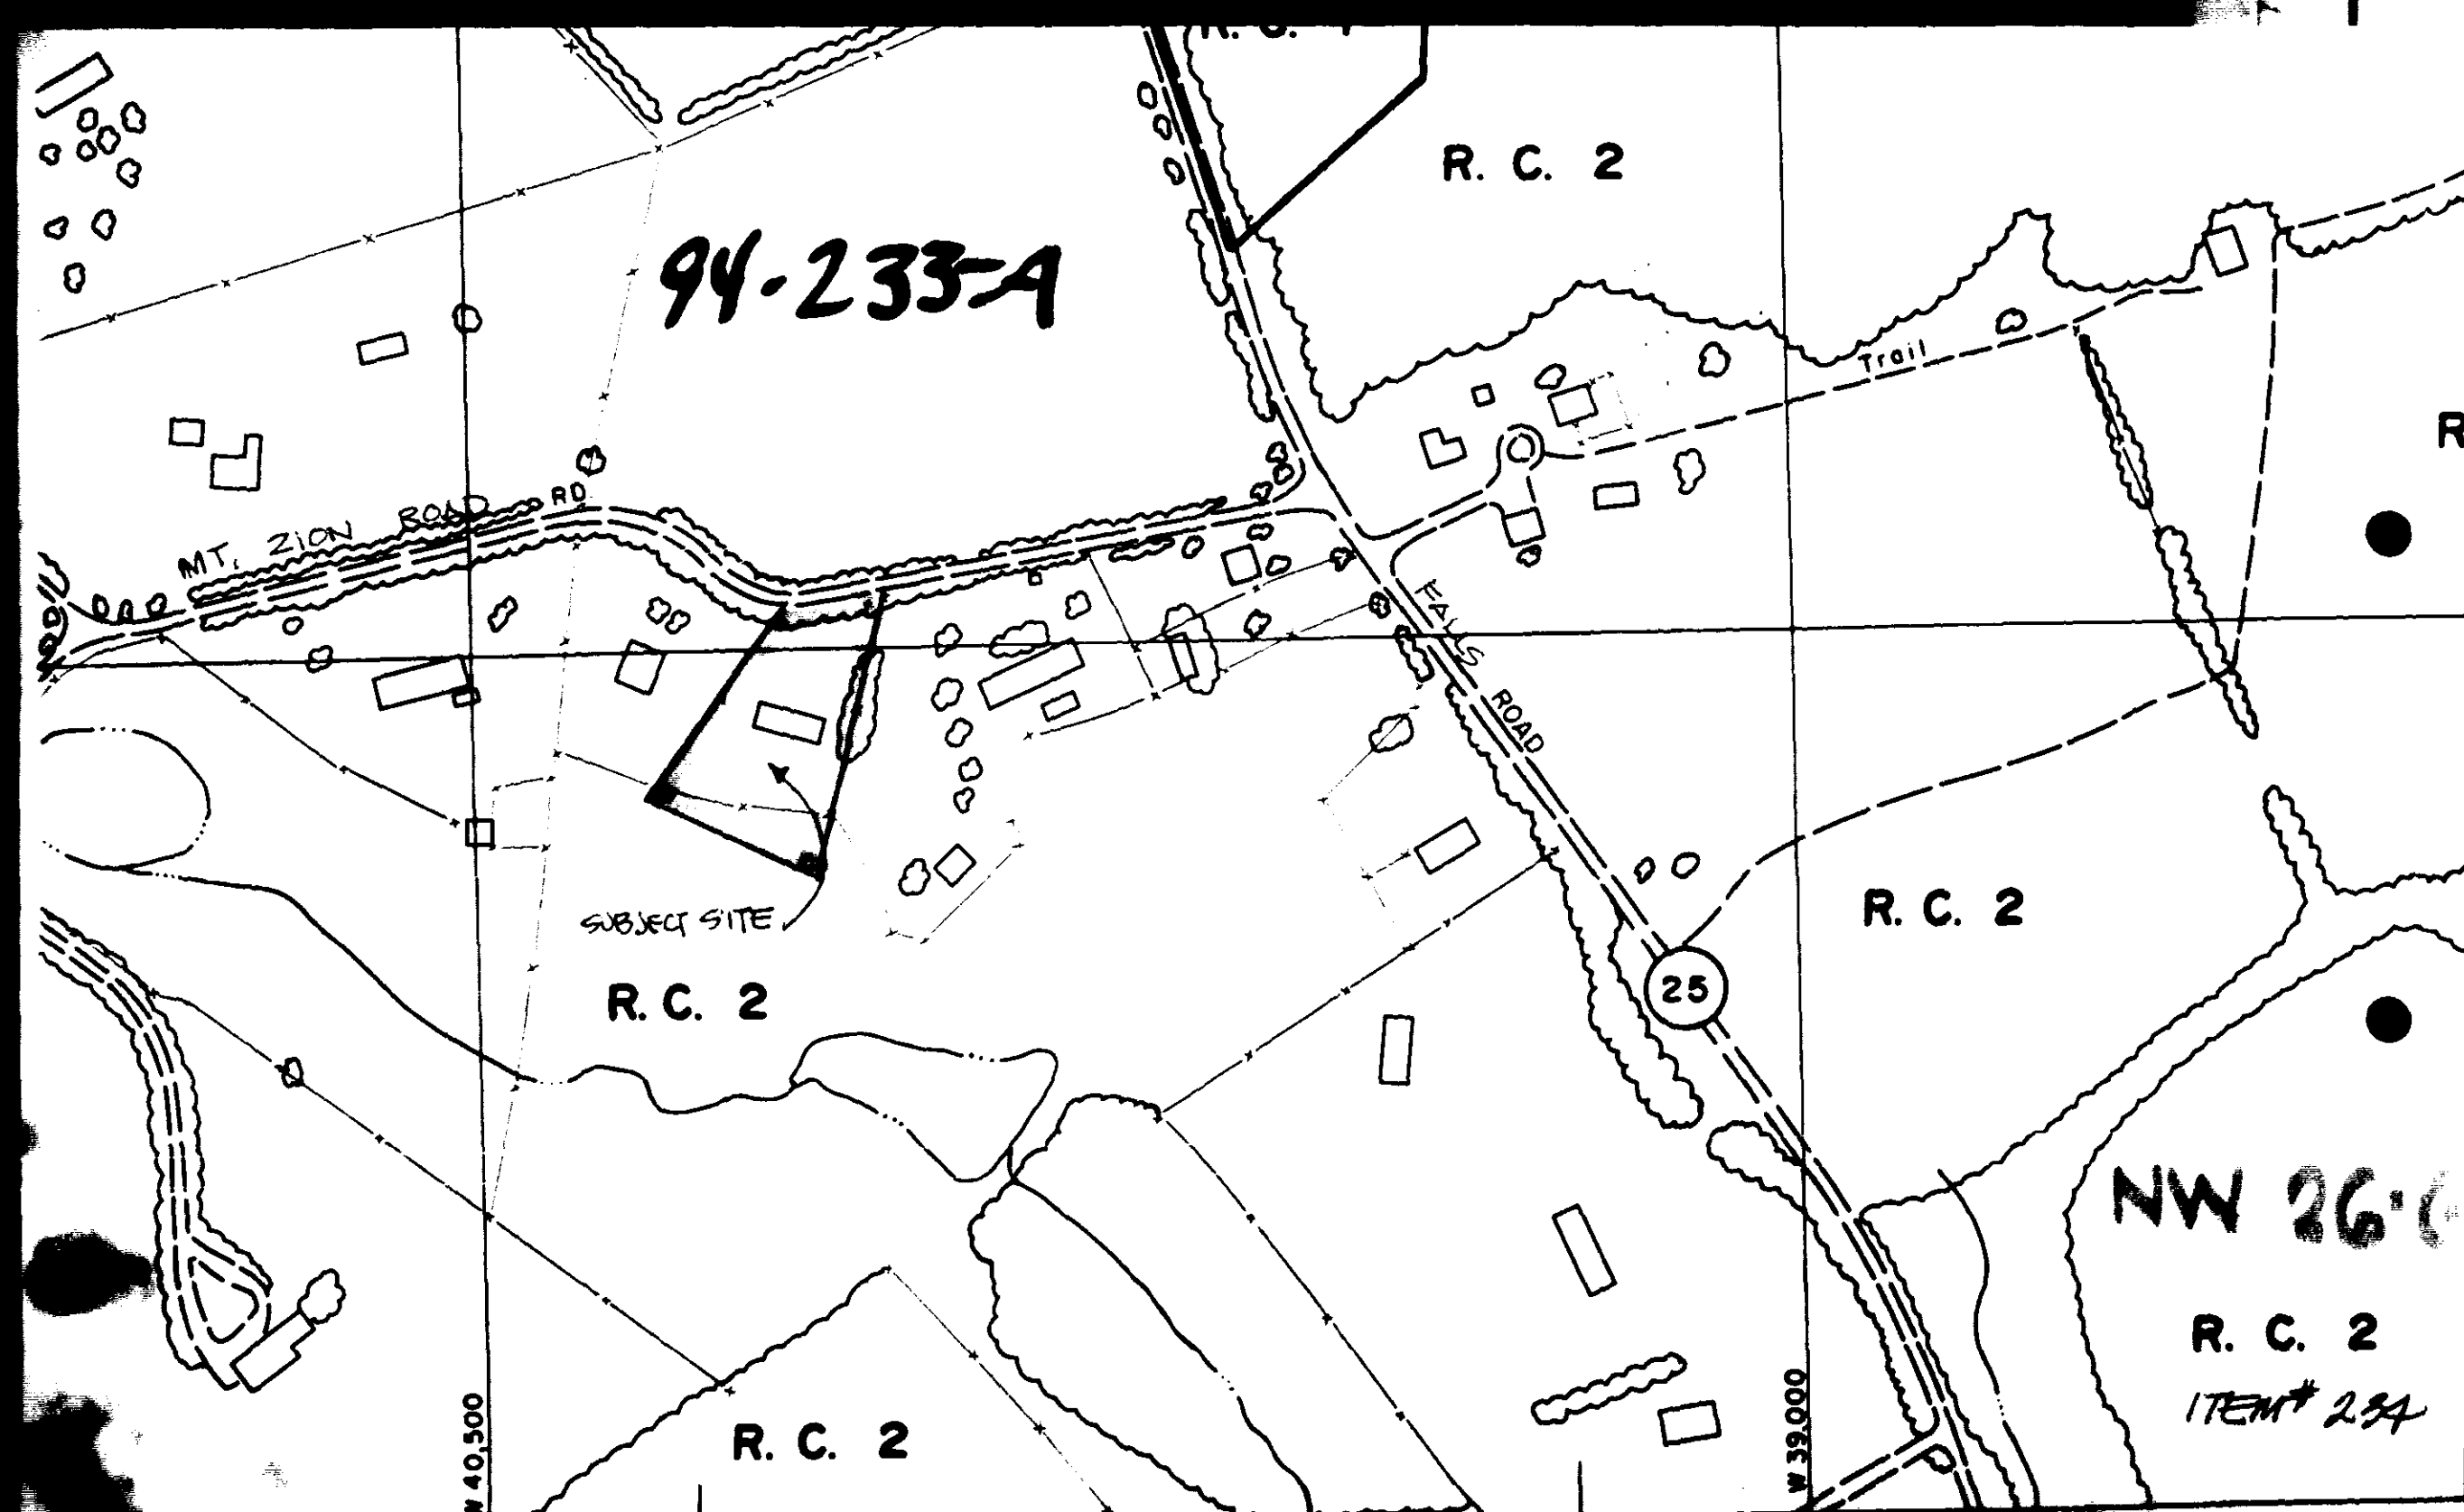 R. C. 2
94-233-A
Trail
R
MT. ZION ROAD RD.
FALLS ROAD
SUBJECT SITE
R. C. 2
R. C. 2
25
NW 26-
R. C. 2
ITEM# 234
R. C. 2
W 40,500
W 39,000